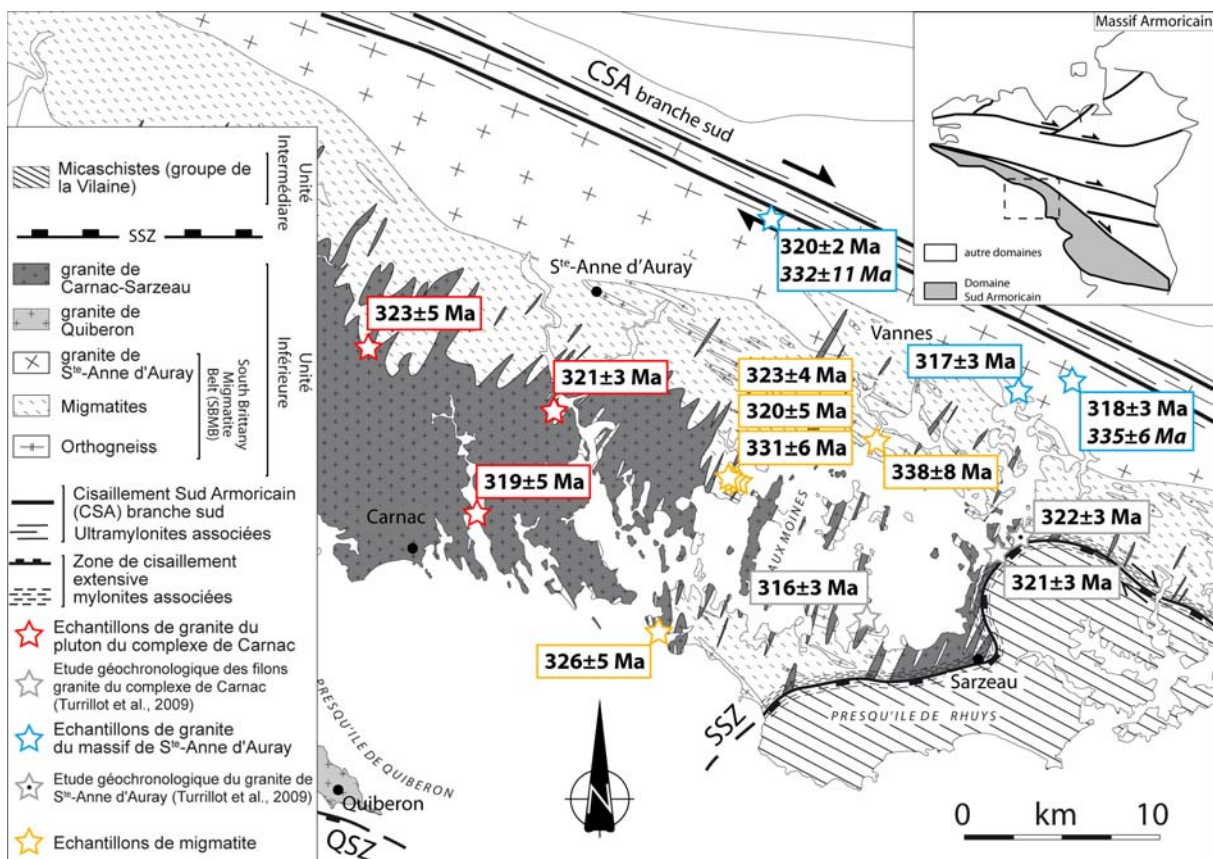 Massif Armoricain
autre domaines
Domaine
Sud Armoricain
CSA branche sud
Intermédiare
Unité
Micaschistes (groupe de
la Vilaine)
SSZ
granite de
Carnac-Sarzeau
granite de
Quiberon
granite de
Ste-Anne d'Auray
Migmatites
Orthogneiss
South Brittany
Migmatite
Belt (SBMB)
Inférieure
Unité
Cisaillement Sud Armoricain
(CSA) branche sud
Ultramylonites associées
Zone de cisaillement
extensive
mylonites associées
Echantillons de granite du
pluton du complexe de Carnac
Etude géochronologique des filons
granite du complexe de Carnac
(Turrillot et al., 2009)
Echantillons de granite
du massif de Ste-Anne d'Auray
Etude géochronologique du granite de
Ste-Anne d'Auray (Turrillot et al., 2009)
Echantillons de migmatite
320±2 Ma
332±11 Ma
Ste-Anne d'Auray
323±5 Ma
Vannes
317±3 Ma
321±3 Ma
323±4 Ma
320±5 Ma
331±6 Ma
318±3 Ma
335±6 Ma
338±8 Ma
319±5 Ma
Carnac
AUX MOINES
322±3 Ma
321±3 Ma
316±3 Ma
326±5 Ma
Sarzeau
PRESQU'ILE DE RHUYS
SSZ
PRESQU'ILE DE QUIBERON
Quiberon
QSZ
N
0 km 10